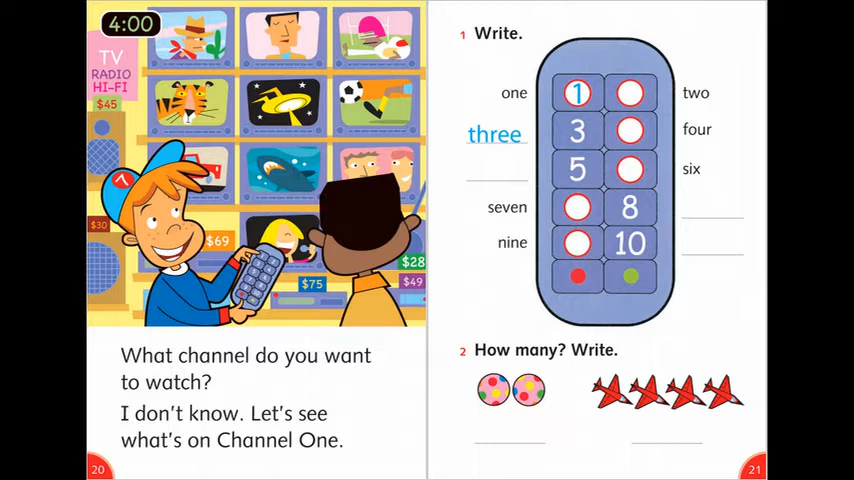 4:00
TV
RADIO
HI-FI
$45
$30
$69
$75
$28
$49
What channel do you want
to watch?
I don't know. Let's see
what's on Channel One.
20
1 Write.
one 1 two
three 3 four
5 six
seven 8
nine 10
2 How many? Write.
21